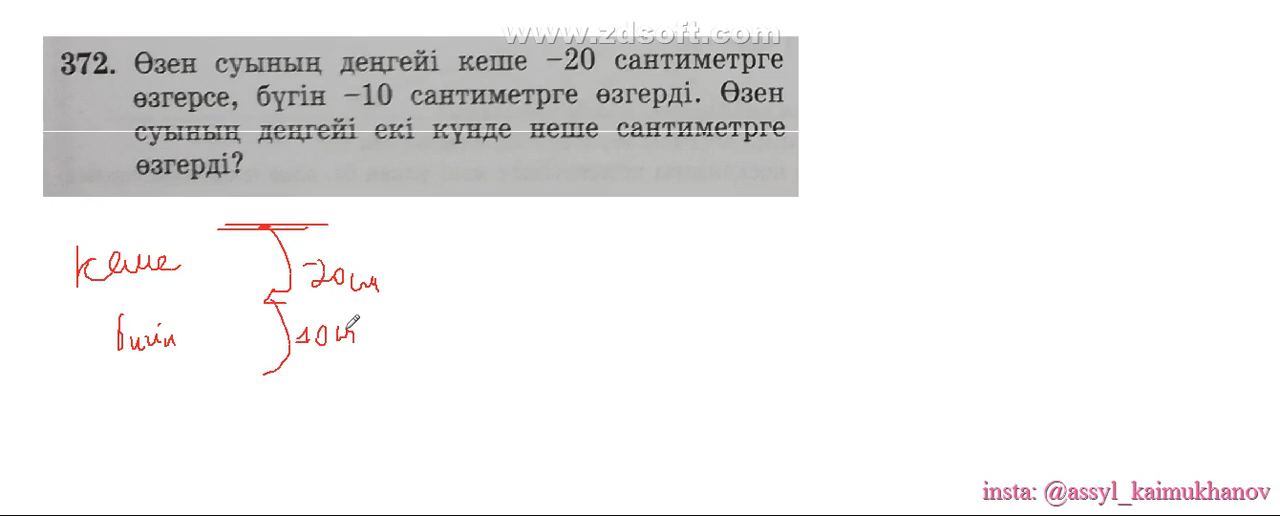 www.zdsoft.com
372. Өзен суының деңгейі кеше −20 сантиметрге
өзгерсе, бүгін −10 сантиметрге өзгерді. Өзен
суының деңгейі екі күнде неше сантиметрге
өзгерді?
кеше
-20см
бүгін
10см
insta: @assyl_kaimukhanov